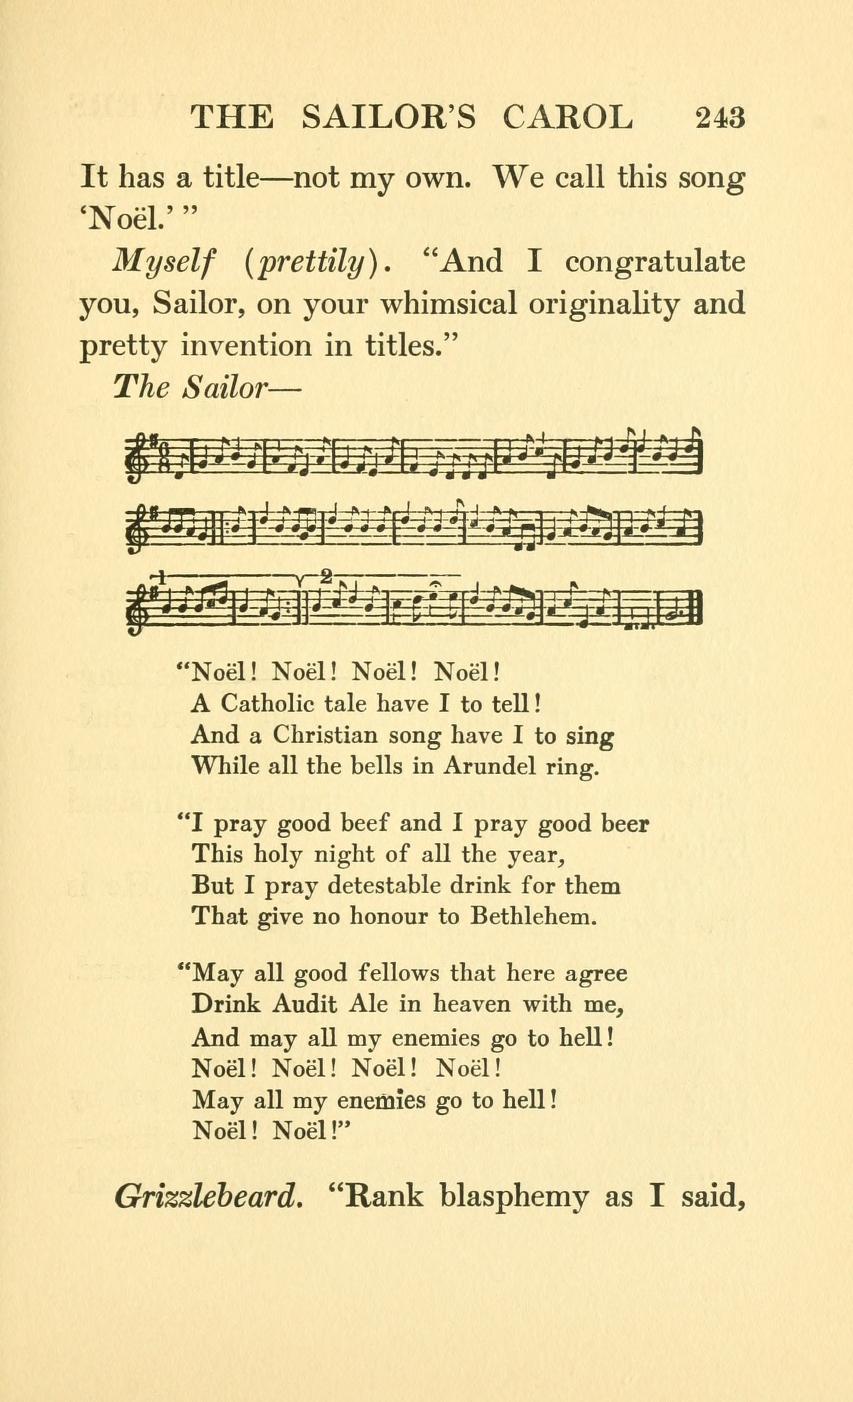 THE SAILOR'S CAROL 243
It has a title—not my own. We call this song
‘Noël.’ ”
Myself (prettily). “And I congratulate
you, Sailor, on your whimsical originality and
pretty invention in titles.”
The Sailor—
1 2
“Noël! Noël! Noël! Noël!
A Catholic tale have I to tell!
And a Christian song have I to sing
While all the bells in Arundel ring.
“I pray good beef and I pray good beer
This holy night of all the year,
But I pray detestable drink for them
That give no honour to Bethlehem.
“May all good fellows that here agree
Drink Audit Ale in heaven with me,
And may all my enemies go to hell!
Noël! Noël! Noël! Noël!
May all my enemies go to hell!
Noël! Noël!”
Grizzlebeard. “Rank blasphemy as I said,